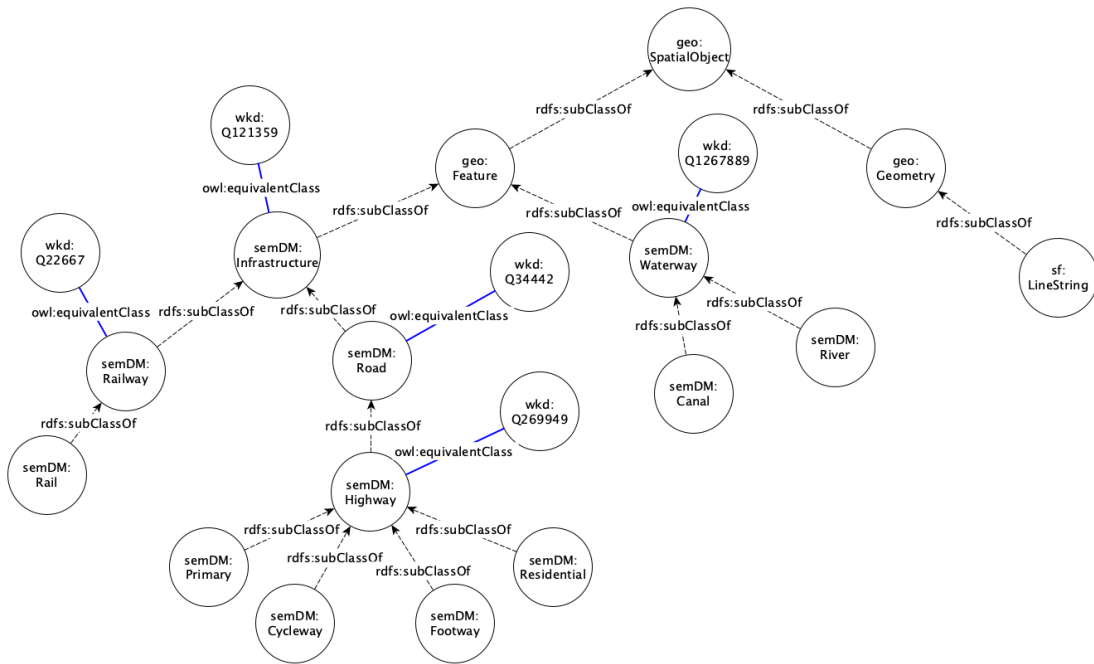 geo:
SpatialObject
rdfs:subClassOf
rdfs:subClassOf
wkd:
Q121359
wkd:
Q1267889
geo:
Feature
geo:
Geometry
owl:equivalentClass
owl:equivalentClass
rdfs:subClassOf
rdfs:subClassOf
rdfs:subClassOf
wkd:
Q22667
semDM:
Infrastructure
wkd:
Q34442
semDM:
Waterway
sf:
LineString
owl:equivalentClass
rdfs:subClassOf
rdfs:subClassOf
owl:equivalentClass
rdfs:subClassOf
rdfs:subClassOf
semDM:
Railway
semDM:
Road
semDM:
River
semDM:
Canal
wkd:
Q269949
rdfs:subClassOf
rdfs:subClassOf
owl:equivalentClass
semDM:
Rail
semDM:
Highway
rdfs:subClassOf
rdfs:subClassOf
rdfs:subClassOf
rdfs:subClassOf
semDM:
Primary
semDM:
Residential
semDM:
Cycleway
semDM:
Footway